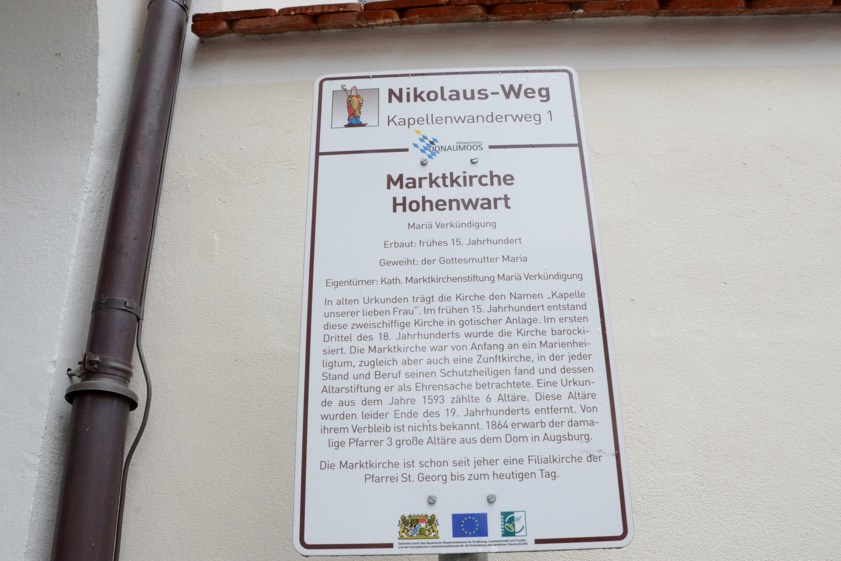 Nikolaus-Weg
Kapellenwanderweg 1
DONAUMOOS
Marktkirche
Hohenwart
Mariä Verkündigung
Erbaut: frühes 15. Jahrhundert
Geweiht: der Gottesmutter Maria
Eigentümer: Kath. Marktkirchenstiftung Mariä Verkündigung
In alten Urkunden trägt die Kirche den Namen „Kapelle
unserer lieben Frau". Im frühen 15. Jahrhundert entstand
diese zweischiffige Kirche in gotischer Anlage. Im ersten
Drittel des 18. Jahrhunderts wurde die Kirche barocki-
siert. Die Marktkirche war von Anfang an ein Marienhei-
ligtum, zugleich aber auch eine Zunftkirche, in der jeder
Stand und Beruf seinen Schutzheiligen fand und dessen
Altarstiftung er als Ehrensache betrachtete. Eine Urkun-
de aus dem Jahre 1593 zählte 6 Altäre. Diese Altäre
wurden leider Ende des 19. Jahrhunderts entfernt. Von
ihrem Verbleib ist nichts bekannt. 1864 erwarb der dama-
lige Pfarrer 3 große Altäre aus dem Dom in Augsburg.
Die Marktkirche ist schon seit jeher eine Filialkirche der
Pfarrei St. Georg bis zum heutigen Tag.